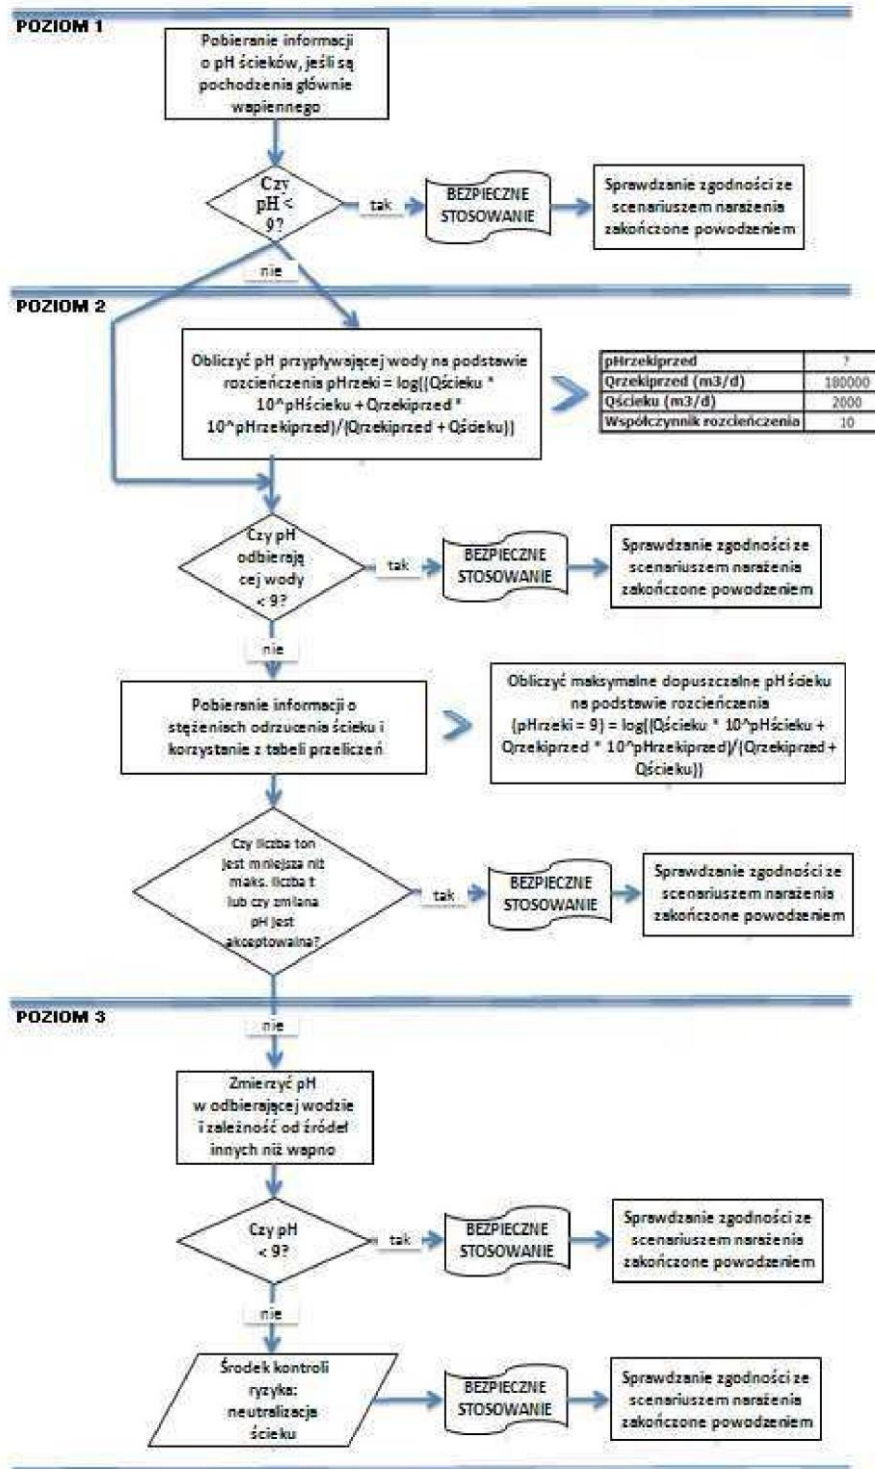 POZIOM 1
Pobieranie informacji
o pH ścieków, jeśli są
pochodzenia głównie
wapiennego
Czy
pH <
9?
tak
BEZPIECZNE
STOSOWANIE
Sprawdzanie zgodności ze
scenariuszem narażenia
zakończone powodzeniem
nie
POZIOM 2
Obliczyć pH przypływającej wody na podstawie
rozcieńczenia pHrzeki = log((Qścieku *
10^pHścieku + Qrzekiprzed *
10^pHrzekiprzed)/(Qrzekiprzed + Qścieku))
pHrzekiprzed ?
Qrzekiprzed (m3/d) 180000
Qścieku (m3/d) 2000
Współczynnik rozcieńczenia 10
Czy pH
odbierają
cej wody
< 9?
tak
BEZPIECZNE
STOSOWANIE
Sprawdzanie zgodności ze
scenariuszem narażenia
zakończone powodzeniem
nie
Pobieranie informacji o
stężeniach odrzucenia ścieku i
korzystanie z tabeli przeliczeń
Obliczyć maksymalne dopuszczalne pH ścieku
na podstawie rozcieńczenia
(pHrzeki = 9) = log((Qścieku * 10^pHścieku +
Qrzekiprzed * 10^pHrzekiprzed)/(Qrzekiprzed +
Qścieku))
Czy liczba ton
jest mniejsza niż
maks. liczba t
lub czy zmiana
pH jest
akceptowalna?
tak
BEZPIECZNE
STOSOWANIE
Sprawdzanie zgodności ze
scenariuszem narażenia
zakończone powodzeniem
POZIOM 3
nie
Zmierzyć pH
w odbierającej wodzie
i zależność od źródeł
innych niż wapno
Czy pH
< 9?
tak
BEZPIECZNE
STOSOWANIE
Sprawdzanie zgodności ze
scenariuszem narażenia
zakończone powodzeniem
nie
Środek kontroli
ryzyka:
neutralizacja
ścieku
BEZPIECZNE
STOSOWANIE
Sprawdzanie zgodności ze
scenariuszem narażenia
zakończone powodzeniem